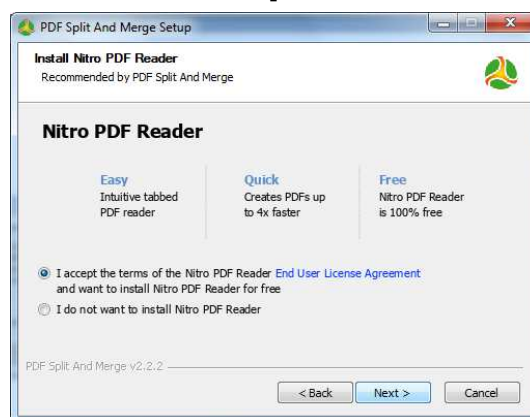 PDF Split And Merge Setup
Install Nitro PDF Reader
Recommended by PDF Split And Merge
Nitro PDF Reader
Easy
Intuitive tabbed
PDF reader
Quick
Creates PDFs up
to 4x faster
Free
Nitro PDF Reader
is 100% free
I accept the terms of the Nitro PDF Reader End User License Agreement
and want to install Nitro PDF Reader for free
I do not want to install Nitro PDF Reader
PDF Split And Merge v2.2.2
< Back
Next >
Cancel